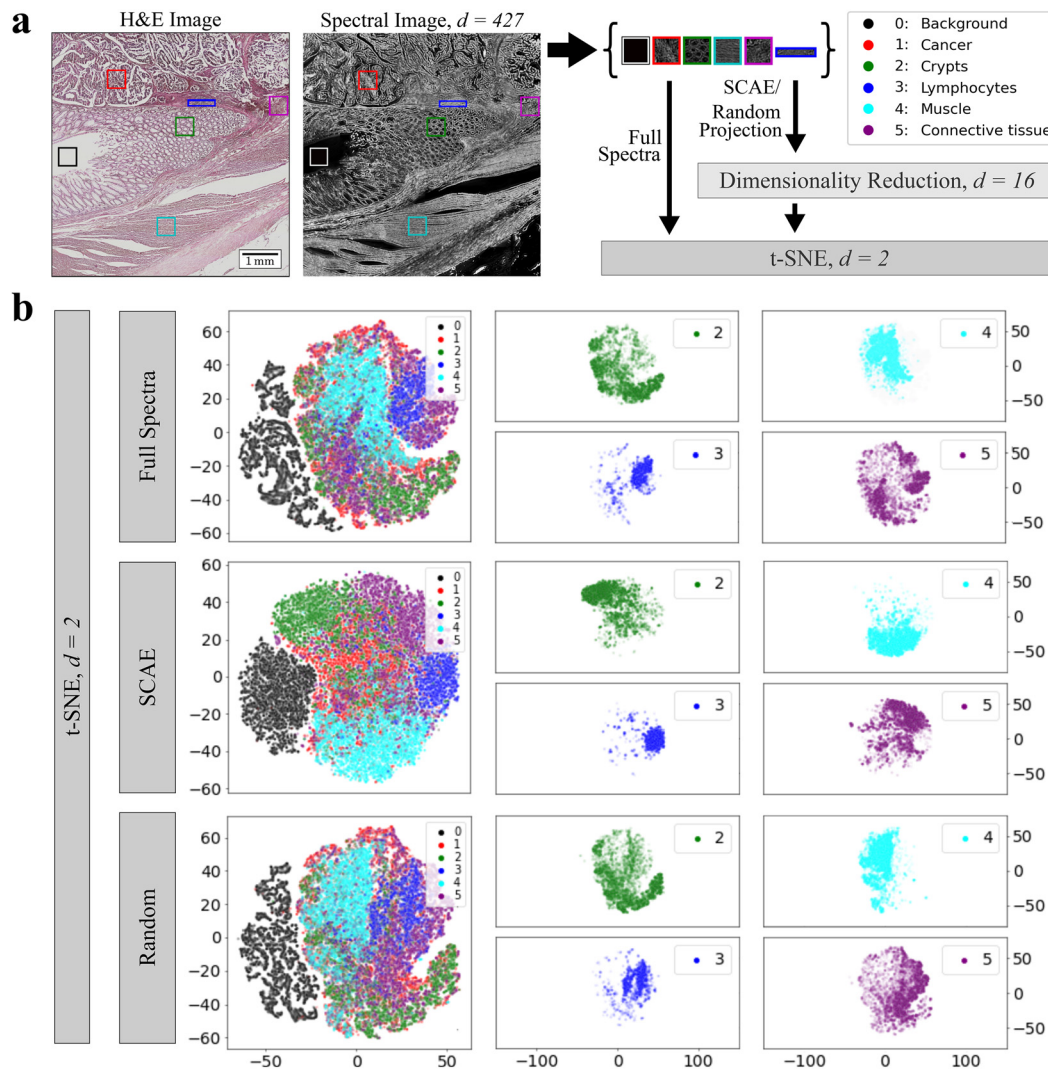 a
H&E Image
Spectral Image, d = 427
1 mm
{ }
SCAE/
Random
Projection
Full
Spectra
0: Background
1: Cancer
2: Crypts
3: Lymphocytes
4: Muscle
5: Connective tissue
Dimensionality Reduction, d = 16
t-SNE, d = 2
b
t-SNE, d = 2
Full Spectra
60
40
20
0
−20
−40
−60
0
1
2
3
4
5
2
3
4
5
50
0
−50
50
0
−50
SCAE
60
40
20
0
−20
−40
−60
0
1
2
3
4
5
2
3
4
5
50
0
−50
50
0
−50
Random
60
40
20
0
−20
−40
−60
0
1
2
3
4
5
2
3
4
5
50
0
−50
50
0
−50
−50 0 50
−100 0 100
−100 0 100